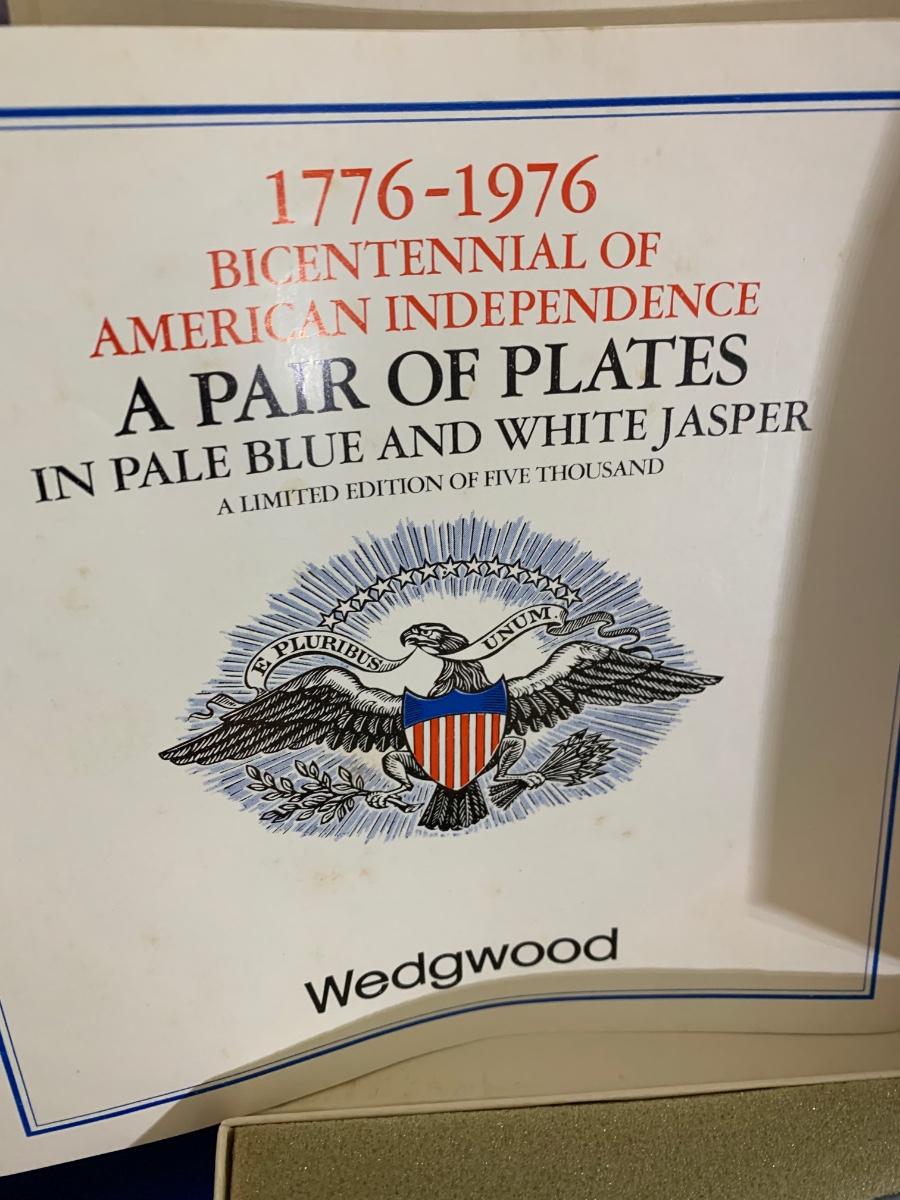 1776-1976
BICENTENNIAL OF
AMERICAN INDEPENDENCE
A PAIR OF PLATES
IN PALE BLUE AND WHITE JASPER
A LIMITED EDITION OF FIVE THOUSAND
E PLURIBUS UNUM.
Wedgwood